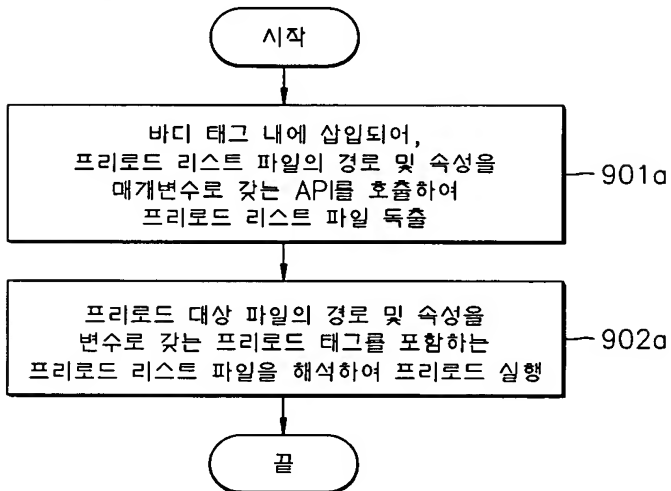 시작
바디 태그 내에 삽입되어,
프리로드 리스트 파일의 경로 및 속성을
매개변수로 갖는 API를 호출하여
프리로드 리스트 파일 독출
901a
프리로드 대상 파일의 경로 및 속성을
변수로 갖는 프리로드 태그를 포함하는
프리로드 리스트 파일을 해석하여 프리로드 실행
902a
끝